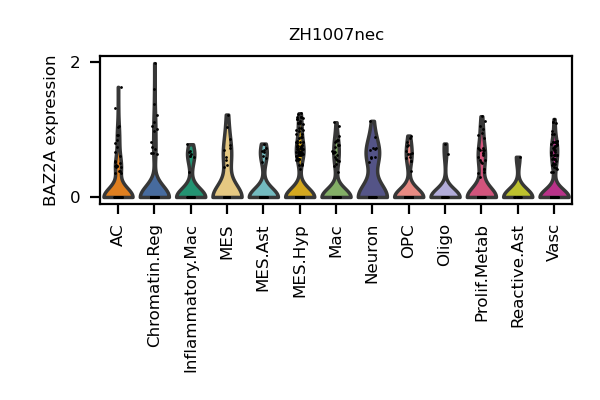 ZH1007nec
BAZ2A expression
2
0
AC
Chromatin.Reg
Inflammatory.Mac
MES
MES.Ast
MES.Hyp
Mac
Neuron
OPC
Oligo
Prolif.Metab
Reactive.Ast
Vasc